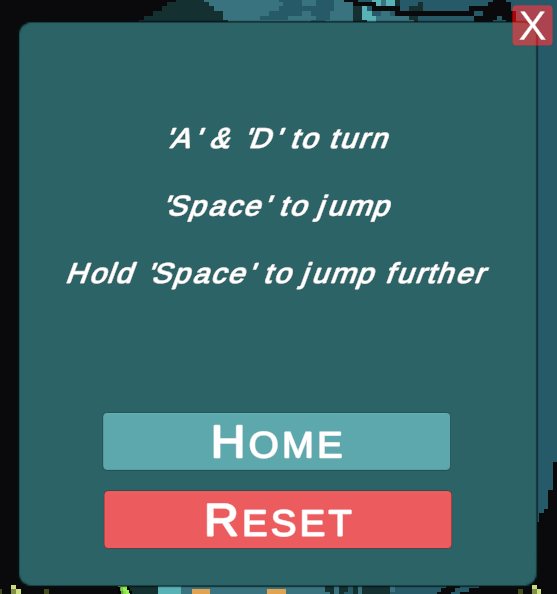 X
'A' & 'D' to turn
'Space' to jump
Hold 'Space' to jump further
HOME
RESET